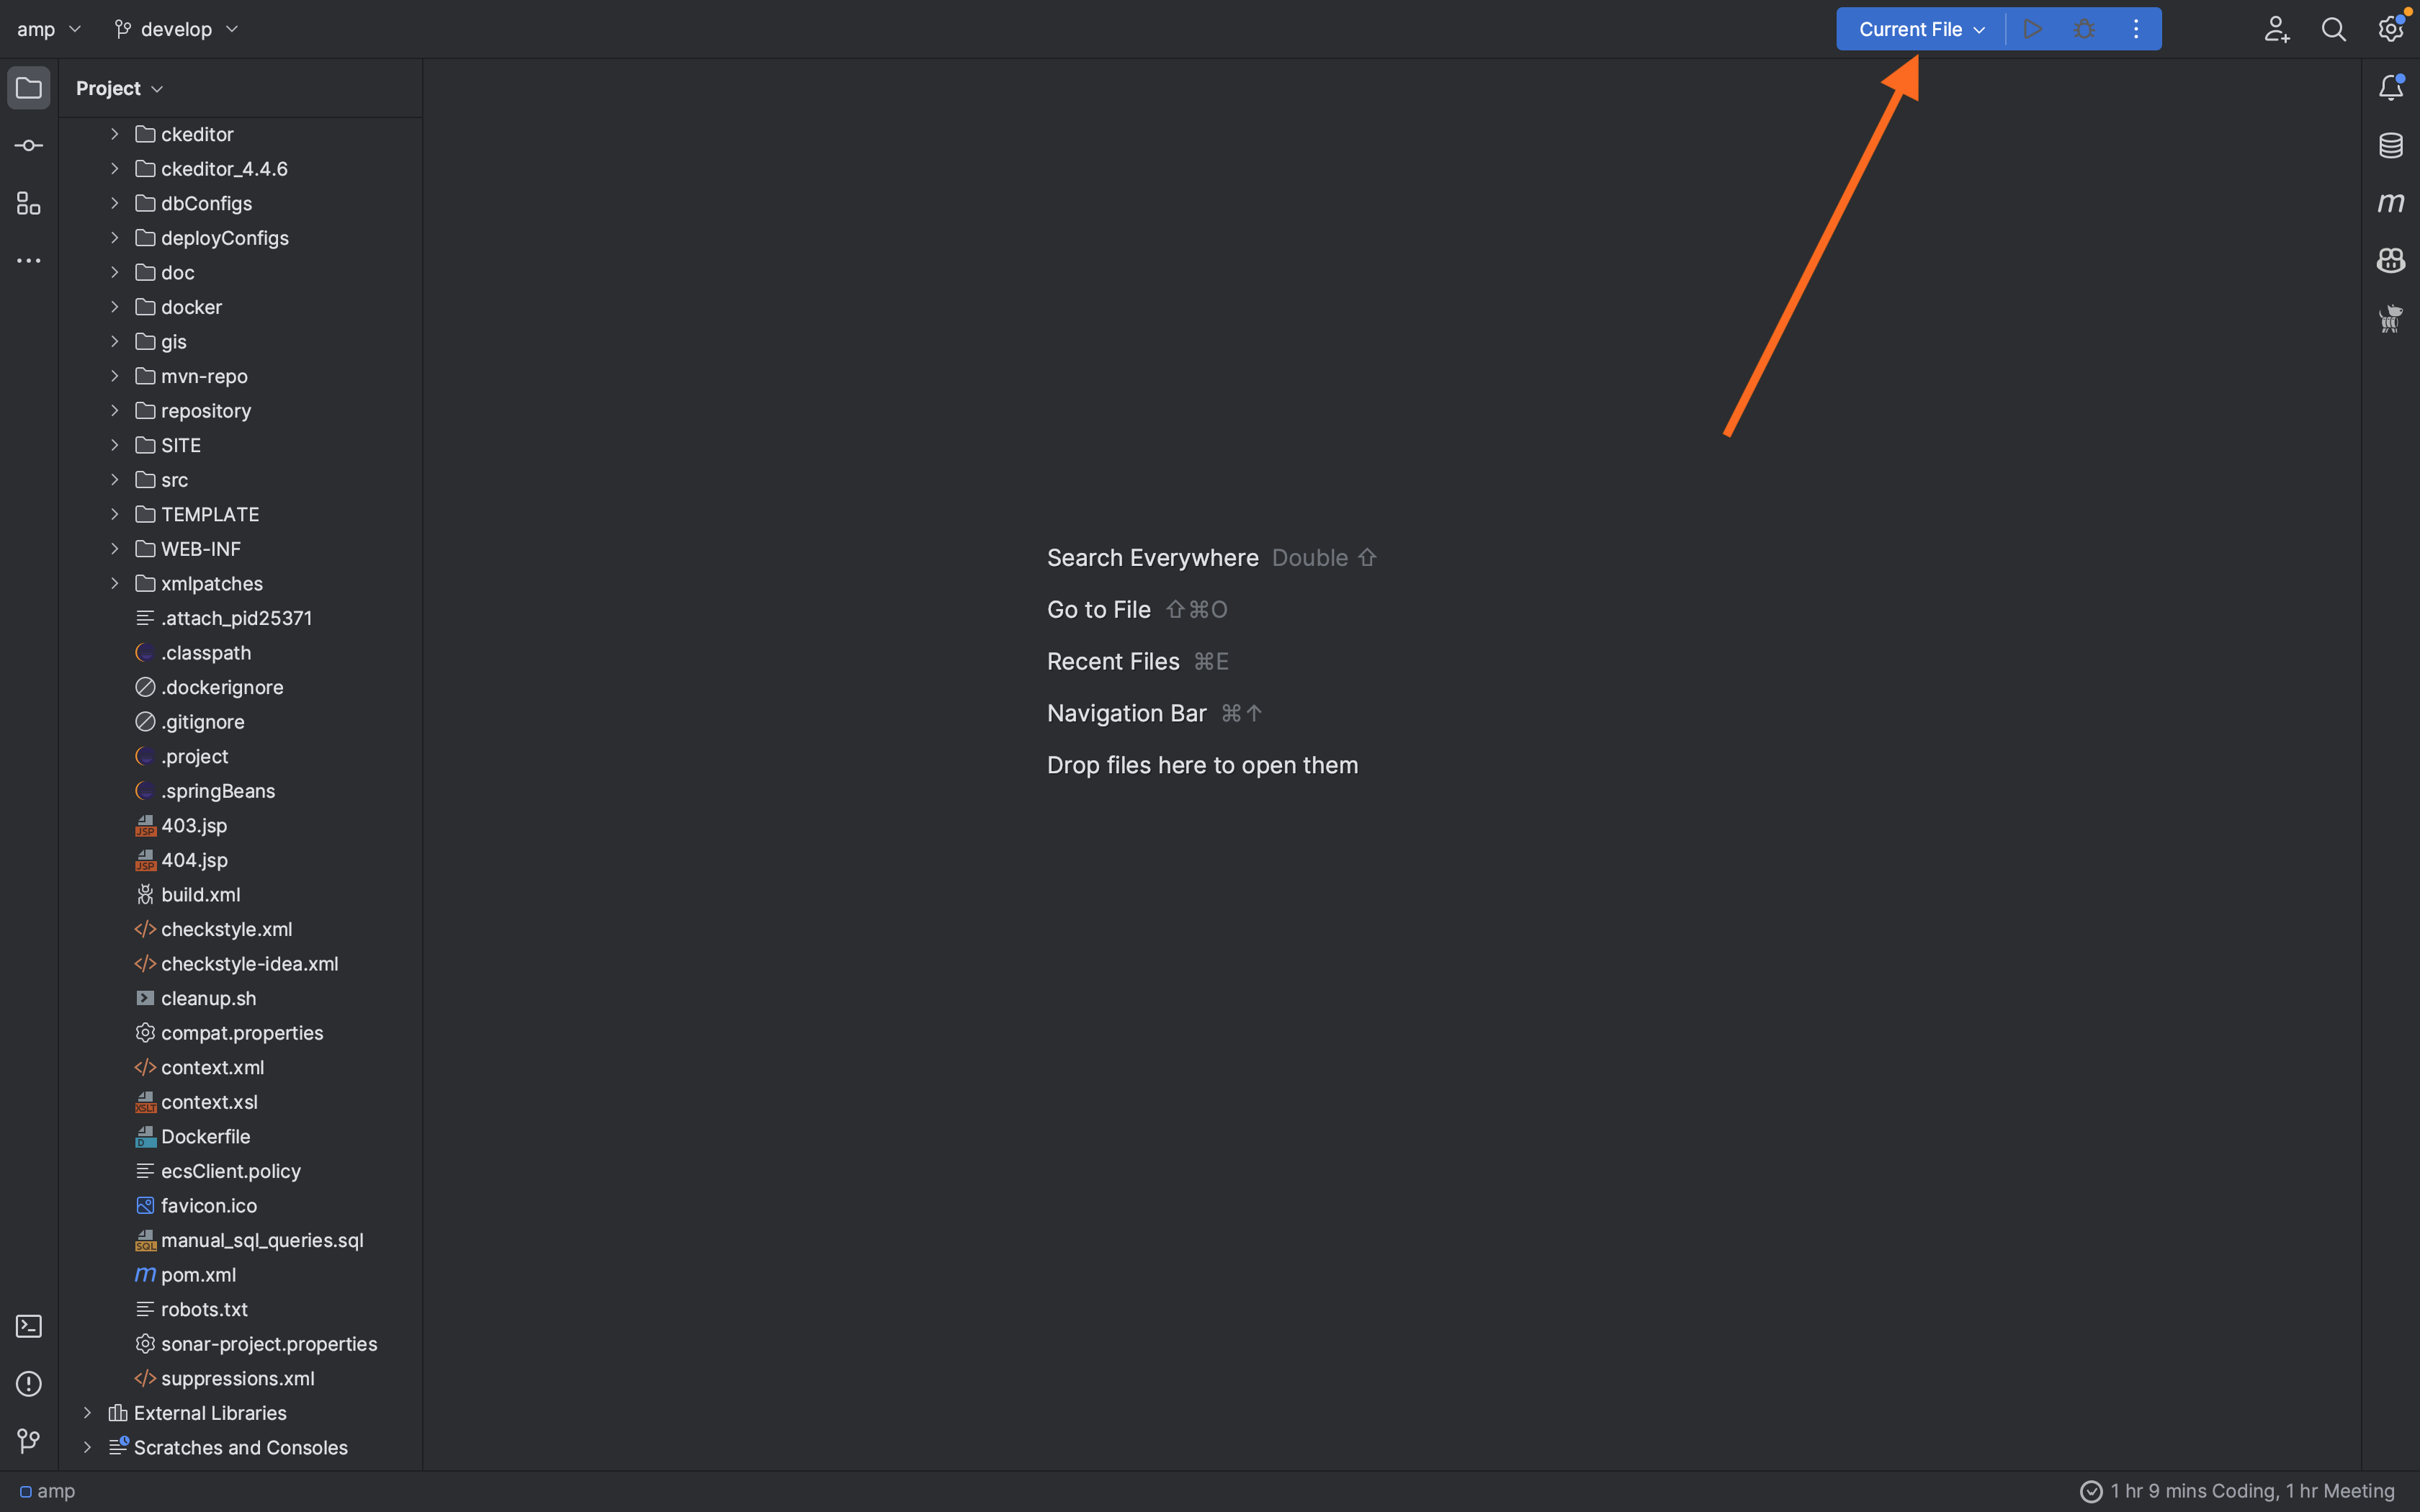 amp
develop
Current File
Project
ckeditor
ckeditor_4.4.6
dbConfigs
deployConfigs
doc
docker
gis
mvn-repo
repository
SITE
src
TEMPLATE
WEB-INF
xmlpatches
.attach_pid25371
.classpath
.dockerignore
.gitignore
.project
.springBeans
JSP 403.jsp
JSP 404.jsp
build.xml
</> checkstyle.xml
</> checkstyle-idea.xml
cleanup.sh
compat.properties
</> context.xml
XSLT context.xsl
D Dockerfile
ecsClient.policy
favicon.ico
SQL manual_sql_queries.sql
m pom.xml
robots.txt
sonar-project.properties
</> suppressions.xml
External Libraries
Scratches and Consoles
Search Everywhere Double ⇧
Go to File ⇧⌘O
Recent Files ⌘E
Navigation Bar ⌘↑
Drop files here to open them
m
amp
1 hr 9 mins Coding, 1 hr Meeting